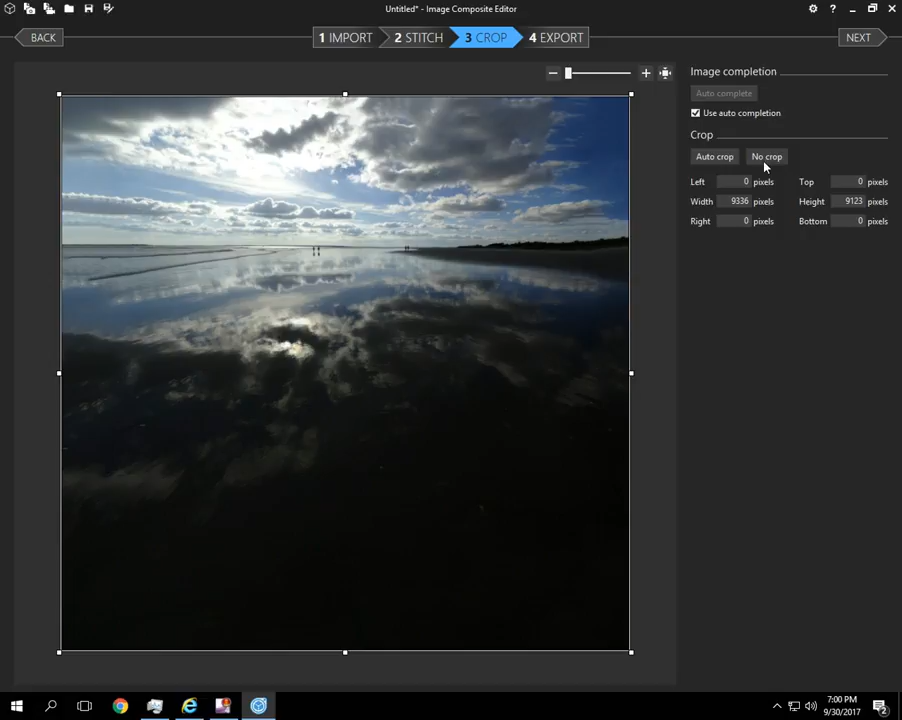 Untitled* - Image Composite Editor
BACK
1 IMPORT
2 STITCH
3 CROP
4 EXPORT
NEXT
Image completion
Auto complete
Use auto completion
Crop
Auto crop No crop
Left 0 pixels Top 0 pixels
Width 9336 pixels Height 9123 pixels
Right 0 pixels Bottom 0 pixels
7:00 PM
9/30/2017
2